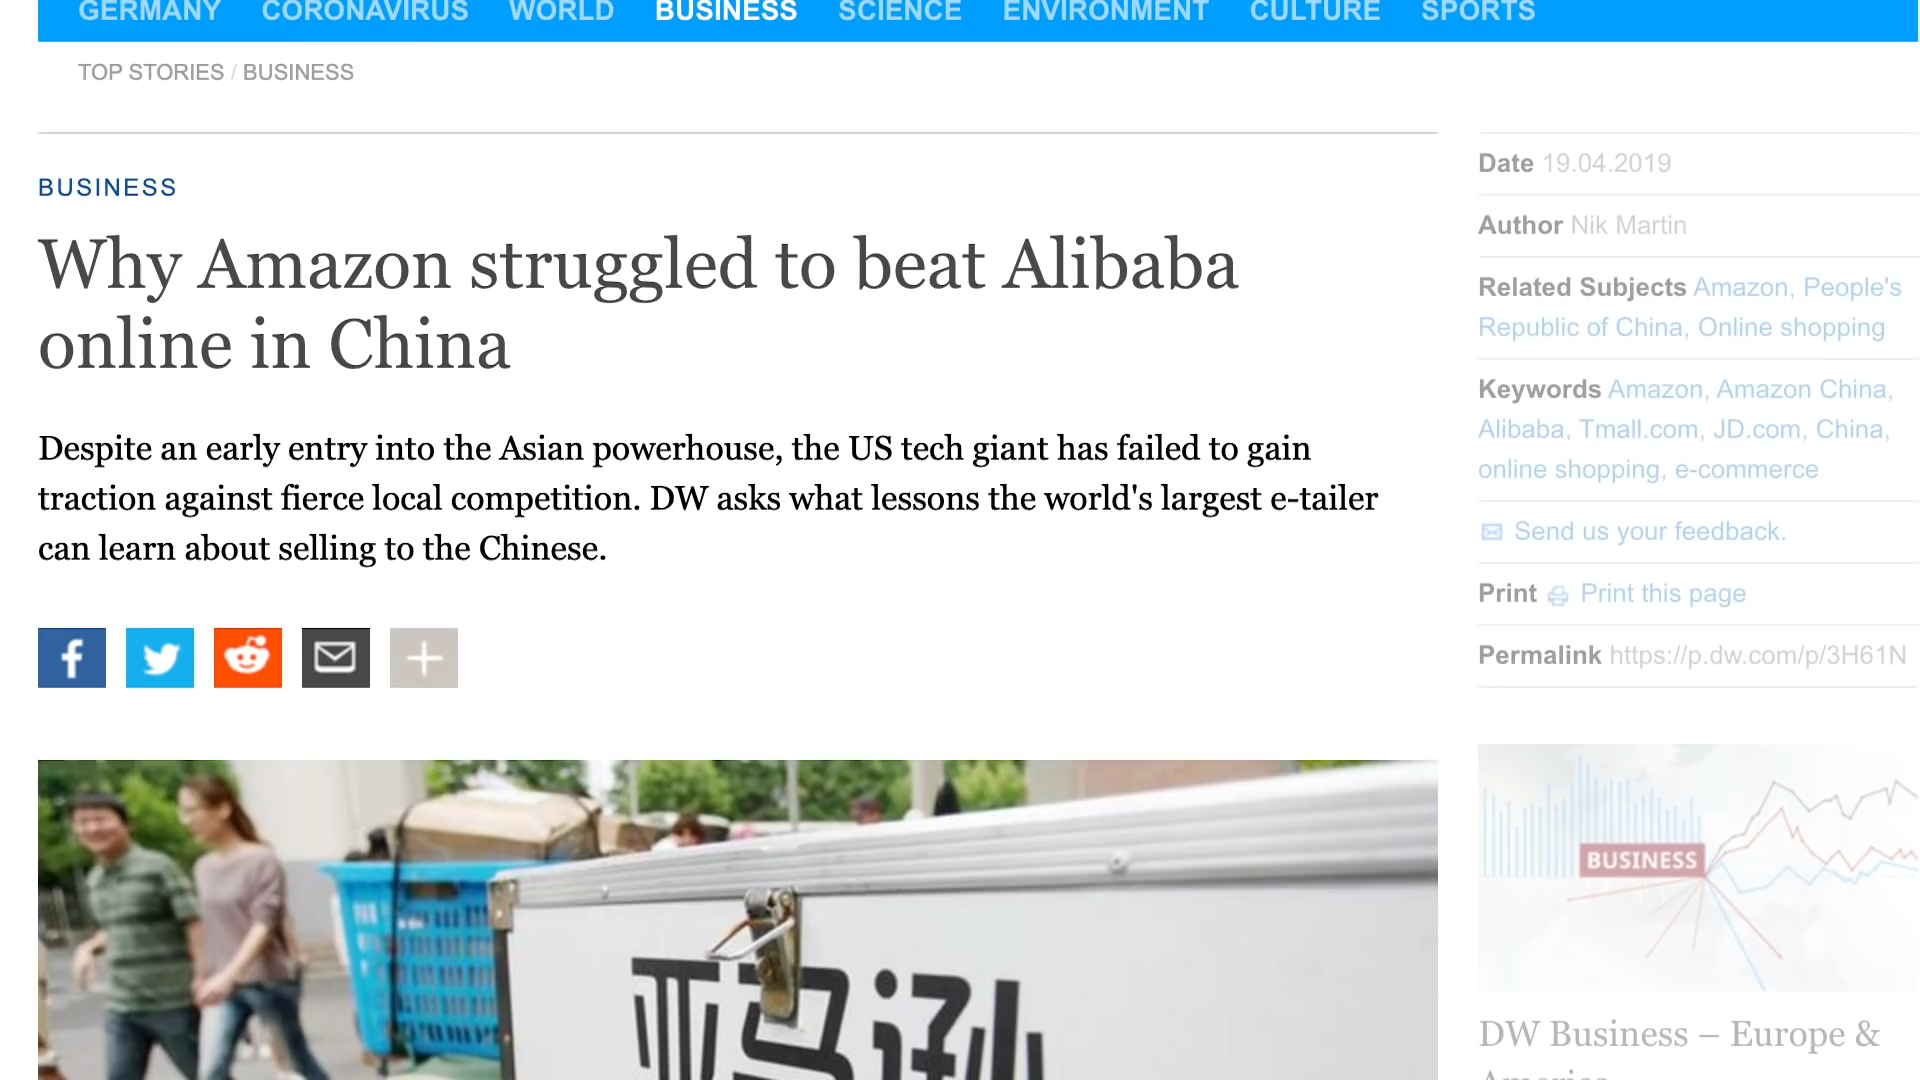 GERMANY CORONAVIRUS WORLD BUSINESS SCIENCE ENVIRONMENT CULTURE SPORTS
TOP STORIES / BUSINESS
BUSINESS
Why Amazon struggled to beat Alibaba
online in China
Despite an early entry into the Asian powerhouse, the US tech giant has failed to gain
traction against fierce local competition. DW asks what lessons the world's largest e-tailer
can learn about selling to the Chinese.
亚马逊
Date 19.04.2019
Author Nik Martin
Related Subjects Amazon, People's
Republic of China, Online shopping
Keywords Amazon, Amazon China,
Alibaba, Tmall.com, JD.com, China,
online shopping, e-commerce
Send us your feedback.
Print Print this page
Permalink https://p.dw.com/p/3H61N
BUSINESS
DW Business – Europe &
America